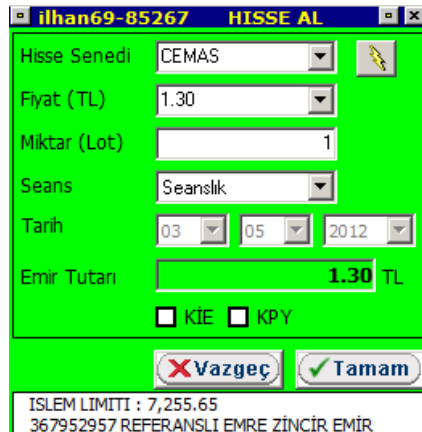 ilhan69-85267 HISSE AL
Hisse Senedi CEMAS
Fiyat (TL) 1.30
Miktar (Lot) 1
Seans Seanslık
Tarih 03 05 2012
Emir Tutarı 1.30 TL
KİE KPY
Vazgeç Tamam
ISLEM LIMITI : 7,255.65
367952957 REFERANSLI EMRE ZİNCİR EMİR